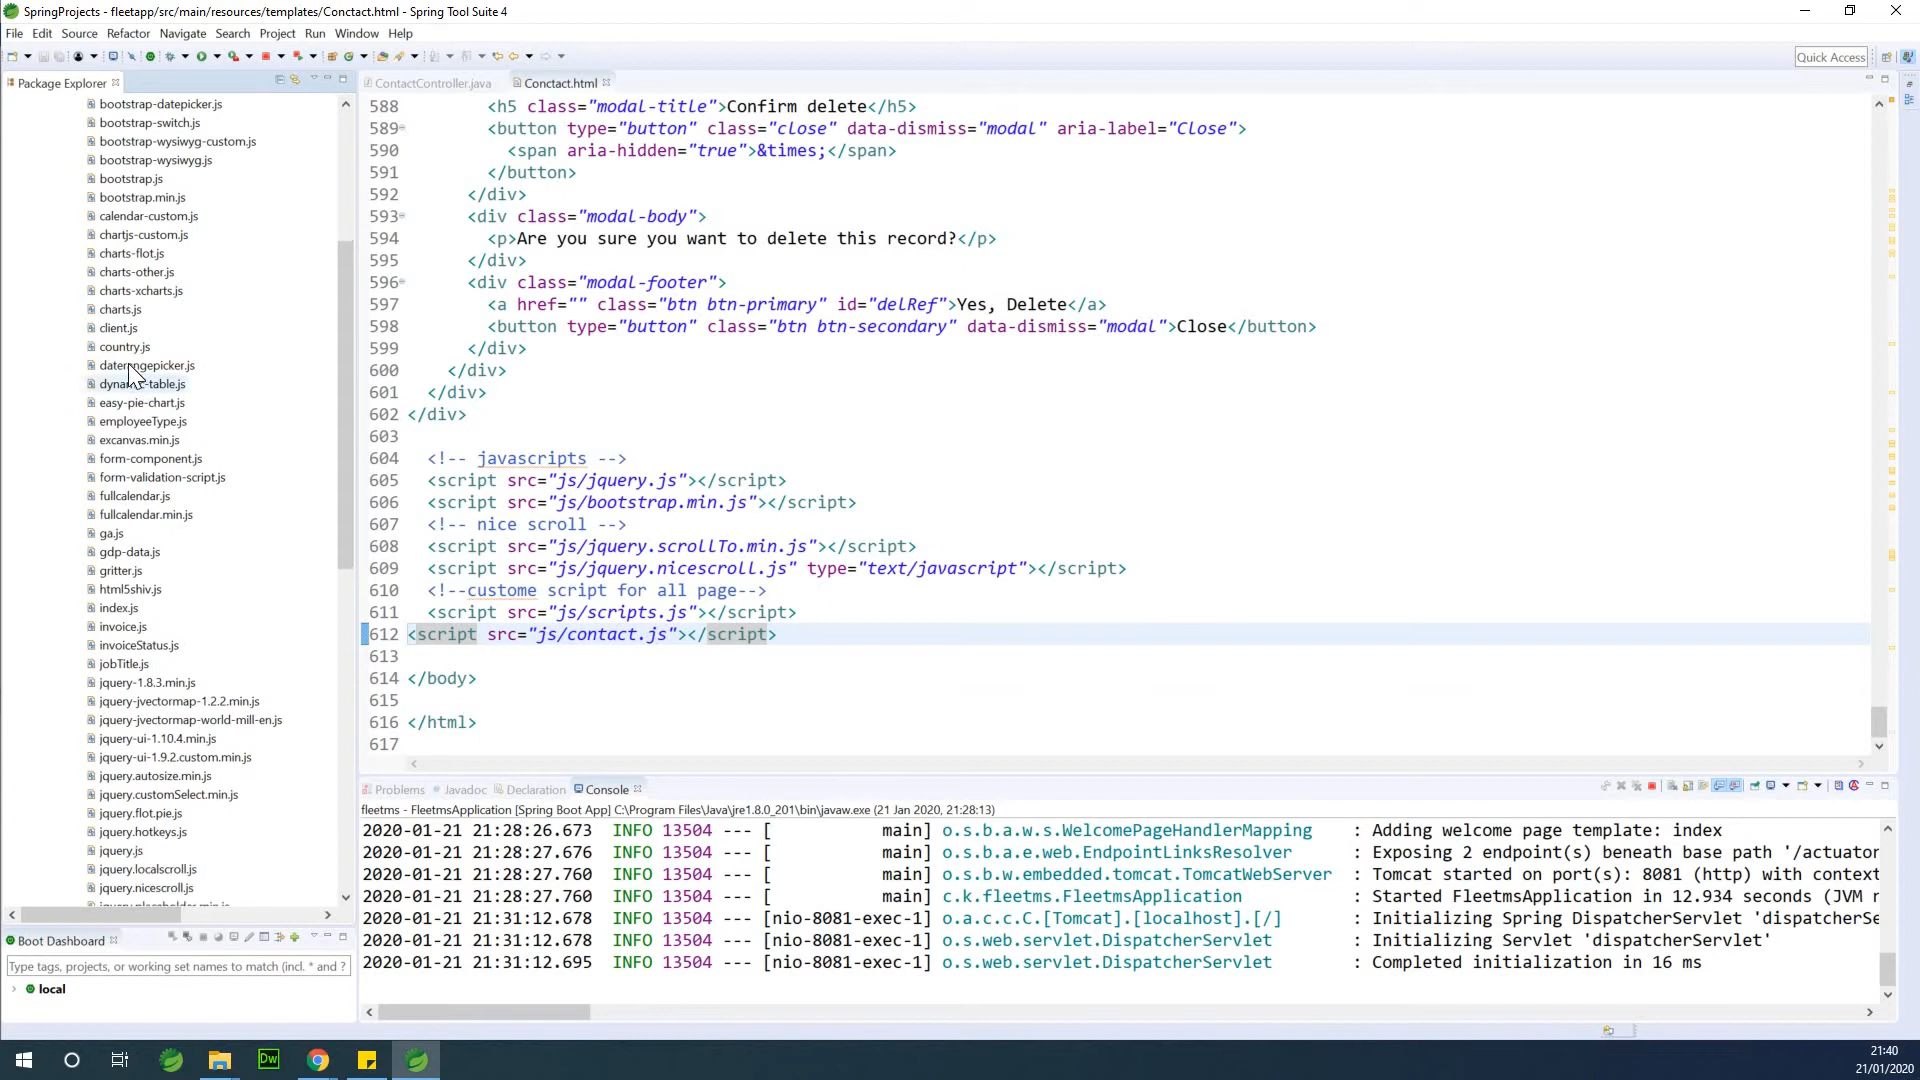 SpringProjects - fleetapp/src/main/resources/templates/Conctact.html - Spring Tool Suite 4
File Edit Source Refactor Navigate Search Project Run Window Help
Quick Access
Package Explorer
ContactController.java
Conctact.html
bootstrap-datepicker.js
bootstrap-switch.js
bootstrap-wysiwyg-custom.js
bootstrap-wysiwyg.js
bootstrap.js
bootstrap.min.js
calendar-custom.js
chartjs-custom.js
charts-flot.js
charts-other.js
charts-xcharts.js
charts.js
client.js
country.js
daterangepicker.js
dynamic-table.js
easy-pie-chart.js
employeeType.js
excanvas.min.js
form-component.js
form-validation-script.js
fullcalendar.js
fullcalendar.min.js
ga.js
gdp-data.js
gritter.js
html5shiv.js
index.js
invoice.js
invoiceStatus.js
jobTitle.js
jquery-1.8.3.min.js
jquery-jvectormap-1.2.2.min.js
jquery-jvectormap-world-mill-en.js
jquery-ui-1.10.4.min.js
jquery-ui-1.9.2.custom.min.js
jquery.autosize.min.js
jquery.customSelect.min.js
jquery.flot.pie.js
jquery.hotkeys.js
jquery.js
jquery.localscroll.js
jquery.nicescroll.js
jquery.placeholder.min.js
588 <h5 class="modal-title">Confirm delete</h5>
589 <button type="button" class="close" data-dismiss="modal" aria-label="Close">
590 <span aria-hidden="true">&times;</span>
591 </button>
592 </div>
593 <div class="modal-body">
594 <p>Are you sure you want to delete this record?</p>
595 </div>
596 <div class="modal-footer">
597 <a href="" class="btn btn-primary" id="delRef">Yes, Delete</a>
598 <button type="button" class="btn btn-secondary" data-dismiss="modal">Close</button>
599 </div>
600 </div>
601 </div>
602 </div>
603
604 <!-- javascripts -->
605 <script src="js/jquery.js"></script>
606 <script src="js/bootstrap.min.js"></script>
607 <!-- nice scroll -->
608 <script src="js/jquery.scrollTo.min.js"></script>
609 <script src="js/jquery.nicescroll.js" type="text/javascript"></script>
610 <!--custome script for all page-->
611 <script src="js/scripts.js"></script>
612 <script src="js/contact.js"></script>
613
614 </body>
615
616 </html>
617
Problems Javadoc Declaration Console
fleetms - FleetmsApplication [Spring Boot App] C:\Program Files\Java\jre1.8.0_201\bin\javaw.exe (21 Jan 2020, 21:28:13)
2020-01-21 21:28:26.673 INFO 13504 --- [ main] o.s.b.a.w.s.WelcomePageHandlerMapping : Adding welcome page template: index
2020-01-21 21:28:27.676 INFO 13504 --- [ main] o.s.b.a.e.web.EndpointLinksResolver : Exposing 2 endpoint(s) beneath base path '/actuator
2020-01-21 21:28:27.760 INFO 13504 --- [ main] o.s.b.w.embedded.tomcat.TomcatWebServer : Tomcat started on port(s): 8081 (http) with context
2020-01-21 21:28:27.760 INFO 13504 --- [ main] c.k.fleetms.FleetmsApplication : Started FleetmsApplication in 12.934 seconds (JVM r
2020-01-21 21:31:12.678 INFO 13504 --- [nio-8081-exec-1] o.a.c.c.C.[Tomcat].[localhost].[/] : Initializing Spring DispatcherServlet 'dispatcherSe
2020-01-21 21:31:12.678 INFO 13504 --- [nio-8081-exec-1] o.s.web.servlet.DispatcherServlet : Initializing Servlet 'dispatcherServlet'
2020-01-21 21:31:12.695 INFO 13504 --- [nio-8081-exec-1] o.s.web.servlet.DispatcherServlet : Completed initialization in 16 ms
Boot Dashboard
Type tags, projects, or working set names to match (incl. * and ?
local
Dw
21:40
21/01/2020